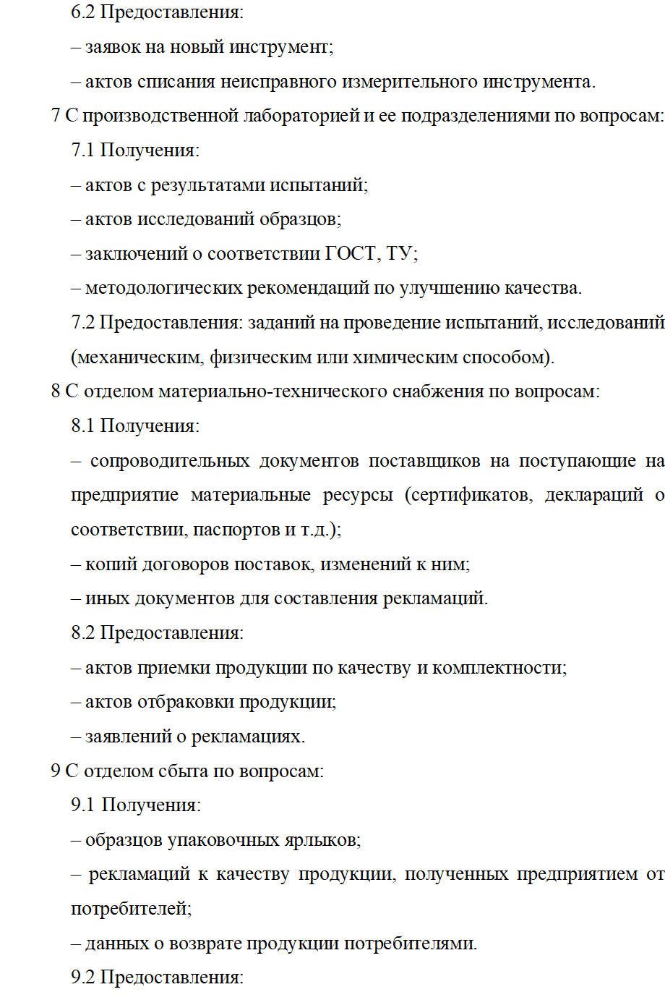 6.2 Предоставления:
– заявок на новый инструмент;
– актов списания неисправного измерительного инструмента.
7 С производственной лабораторией и ее подразделениями по вопросам:
7.1 Получения:
– актов с результатами испытаний;
– актов исследований образцов;
– заключений о соответствии ГОСТ, ТУ;
– методологических рекомендаций по улучшению качества.
7.2 Предоставления: заданий на проведение испытаний, исследований
(механическим, физическим или химическим способом).
8 С отделом материально-технического снабжения по вопросам:
8.1 Получения:
– сопроводительных документов поставщиков на поступающие на
предприятие материальные ресурсы (сертификатов, деклараций о
соответствии, паспортов и т.д.);
– копий договоров поставок, изменений к ним;
– иных документов для составления рекламаций.
8.2 Предоставления:
– актов приемки продукции по качеству и комплектности;
– актов отбраковки продукции;
– заявлений о рекламациях.
9 С отделом сбыта по вопросам:
9.1 Получения:
– образцов упаковочных ярлыков;
– рекламаций к качеству продукции, полученных предприятием от
потребителей;
– данных о возврате продукции потребителями.
9.2 Предоставления: